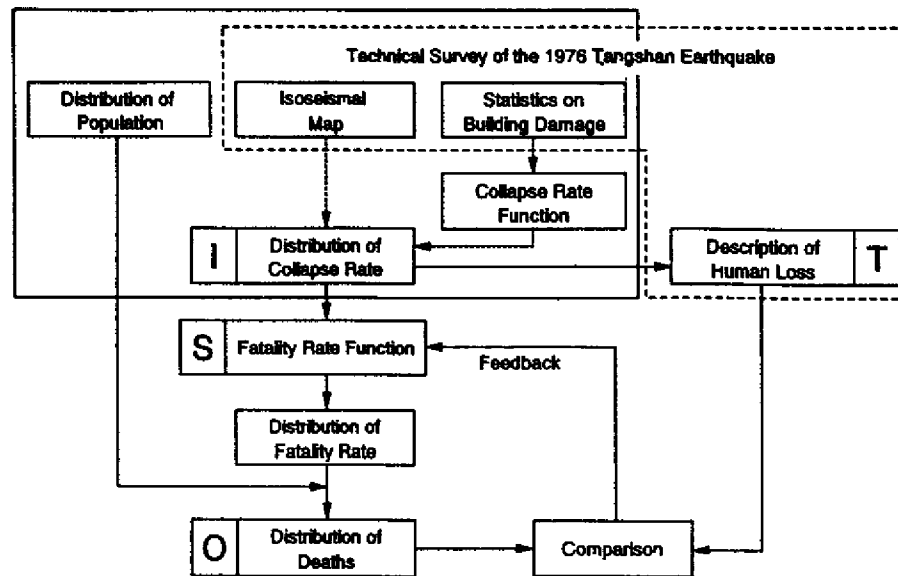 Technical Survey of the 1976 Tangshan Earthquake
Distribution of
Population
Isoseismal
Map
Statistics on
Building Damage
Collapse Rate
Function
I
Distribution of
Collapse Rate
Description of
Human Loss
T
S
Fatality Rate Function
Feedback
Distribution of
Fatality Rate
O
Distribution of
Deaths
Comparison